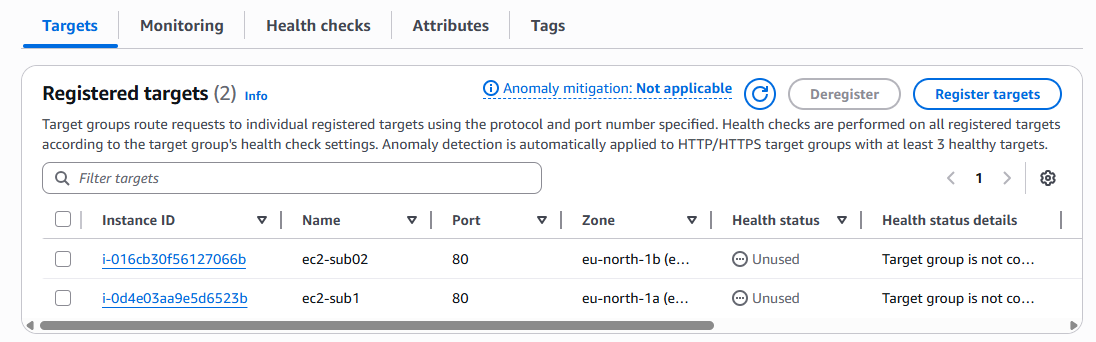 Targets Monitoring Health checks Attributes Tags
Registered targets (2) Info Anomaly mitigation: Not applicable Deregister Register targets
Target groups route requests to individual registered targets using the protocol and port number specified. Health checks are performed on all registered targets
according to the target group's health check settings. Anomaly detection is automatically applied to HTTP/HTTPS target groups with at least 3 healthy targets.
Filter targets 1
Instance ID Name Port Zone Health status Health status details
i-016cb30f56127066b ec2-sub02 80 eu-north-1b (e... Unused Target group is not co...
i-0d4e03aa9e5d6523b ec2-sub1 80 eu-north-1a (e... Unused Target group is not co...